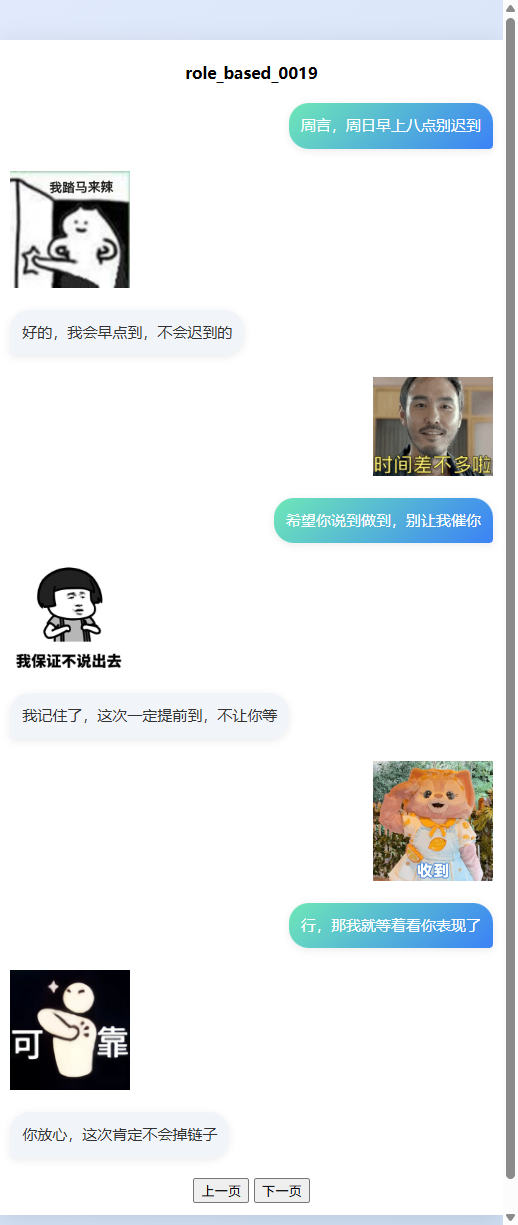 role_based_0019
周言，周日早上八点别迟到
我踏马来辣
好的，我会早点到，不会迟到的
时间差不多啦
希望你说到做到，别让我催你
我保证不说出去
我记住了，这次一定提前到，不让你等
收到
行，那我就等着看你表现了
可靠
你放心，这次肯定不会掉链子
上一页 下一页